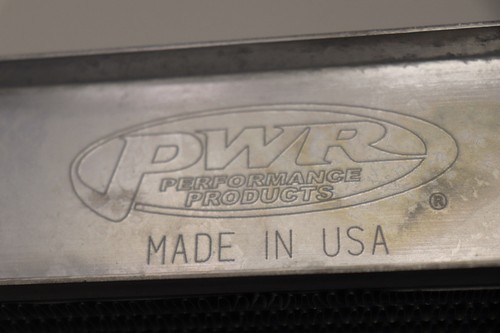 PWR
PERFORMANCE
PRODUCTS
®
MADE IN USA